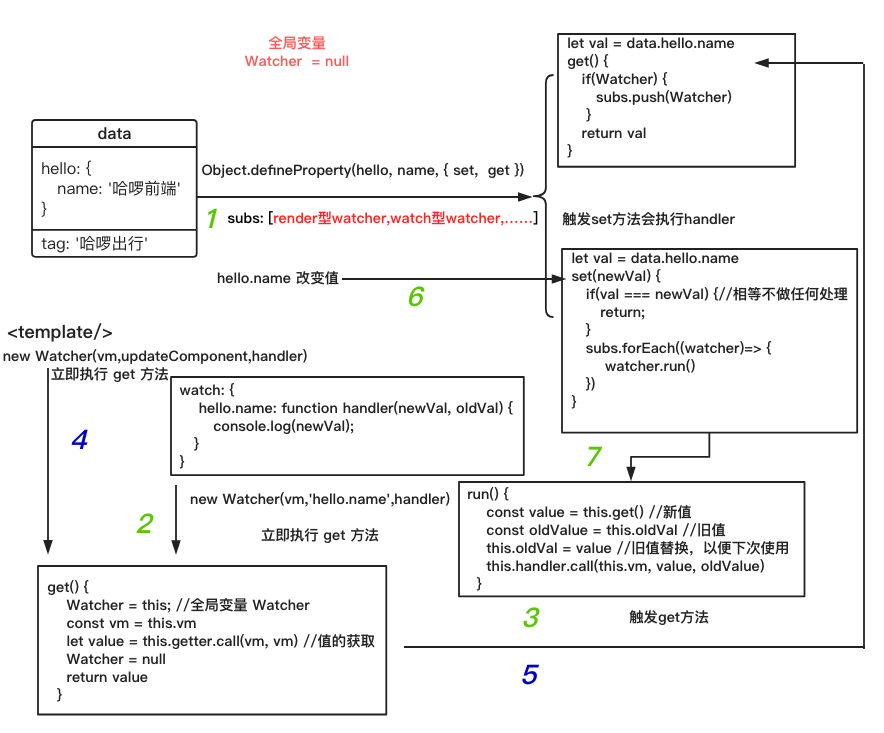 全局变量
Watcher = null
let val = data.hello.name
get() {
if(Watcher) {
subs.push(Watcher)
}
return val
}
data
hello: {
name: '哈啰前端'
}
tag: '哈啰出行'
Object.defineProperty(hello, name, { set, get })
1
subs: [render型watcher,watch型watcher,......]
触发set方法会执行handler
hello.name 改变值
6
let val = data.hello.name
set(newVal) {
if(val === newVal) {//相等不做任何处理
return;
}
subs.forEach((watcher)=> {
watcher.run()
})
}
<template/>
new Watcher(vm,updateComponent,handler)
立即执行 get 方法
4
watch: {
hello.name: function handler(newVal, oldVal) {
console.log(newVal);
}
}
7
2
new Watcher(vm,'hello.name',handler)
立即执行 get 方法
run() {
const value = this.get() //新值
const oldValue = this.oldVal //旧值
this.oldVal = value //旧值替换，以便下次使用
this.handler.call(this.vm, value, oldValue)
}
get() {
Watcher = this; //全局变量 Watcher
const vm = this.vm
let value = this.getter.call(vm, vm) //值的获取
Watcher = null
return value
}
3
触发get方法
5